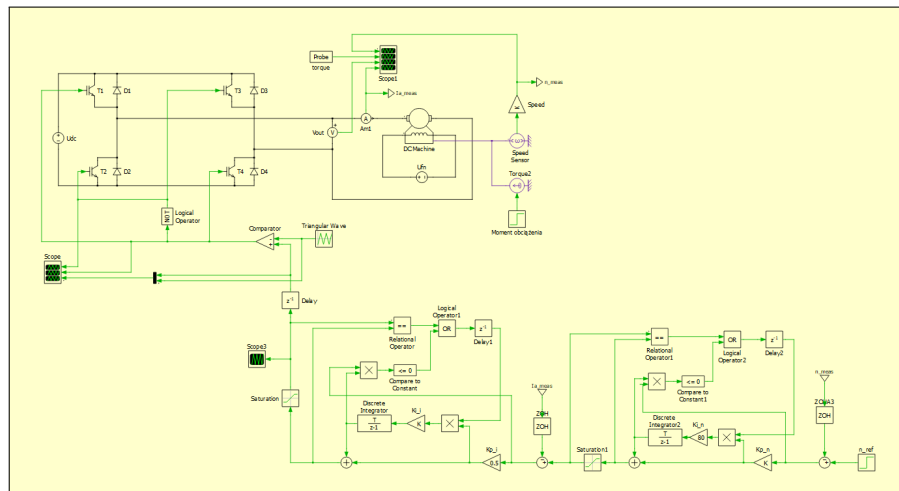 Probe
torque
Scope1
n_meas
Ia_meas
T1
D1
T3
D3
Speed
K
Udc
Vout
V
A
Am1
DC Machine
Speed
Sensor
T2
D2
T4
D4
Ufn
Torque2
NOT
Logical
Operator
Comparator
Triangular Wave
Moment obciążenia
Scope
z-1
Delay
Logical
Operator1
==
OR
z-1
Relational
Operator
Delay1
Logical
Operator2
==
OR
z-1
Relational
Operator1
Delay2
Scope3
<= 0
Compare to
Constant
Ia_meas
<= 0
Compare to
Constant1
n_meas
Saturation
Discrete
Integrator
T
z-1
Ki_i
K
ZOH
ZOH
Discrete
Integrator2
T
z-1
Ki_n
80
ZOH
Kp_i
0.5
Saturation1
Kp_n
K
n_ref